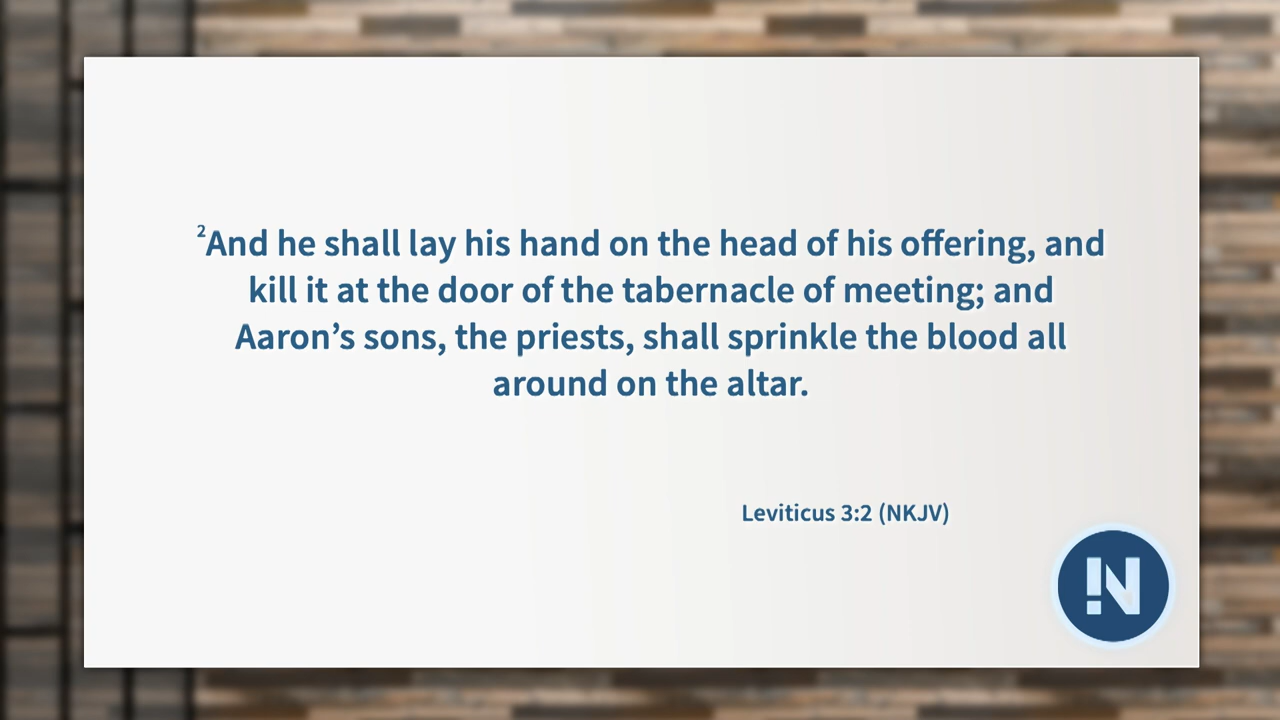 ²And he shall lay his hand on the head of his offering, and
kill it at the door of the tabernacle of meeting; and
Aaron’s sons, the priests, shall sprinkle the blood all
around on the altar.
Leviticus 3:2 (NKJV)
N